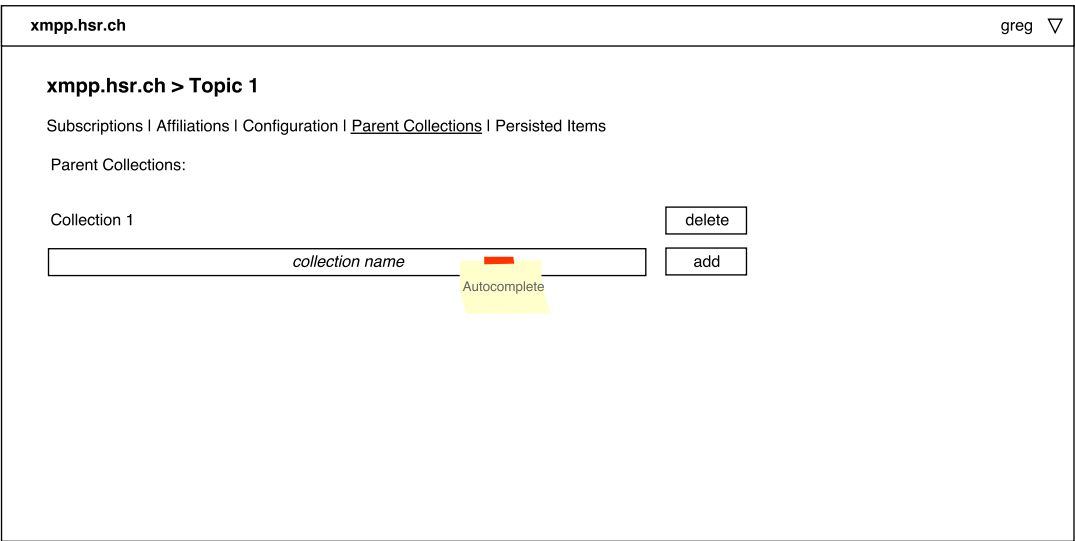 xmpp.hsr.ch greg
xmpp.hsr.ch > Topic 1
Subscriptions | Affiliations | Configuration | Parent Collections | Persisted Items
Parent Collections:
Collection 1 delete
collection name add
Autocomplete